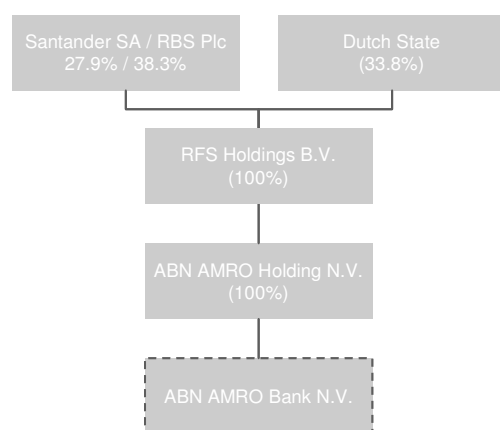 Santander SA / RBS Plc
27.9% / 38.3%
Dutch State
(33.8%)
RFS Holdings B.V.
(100%)
ABN AMRO Holding N.V.
(100%)
ABN AMRO Bank N.V.